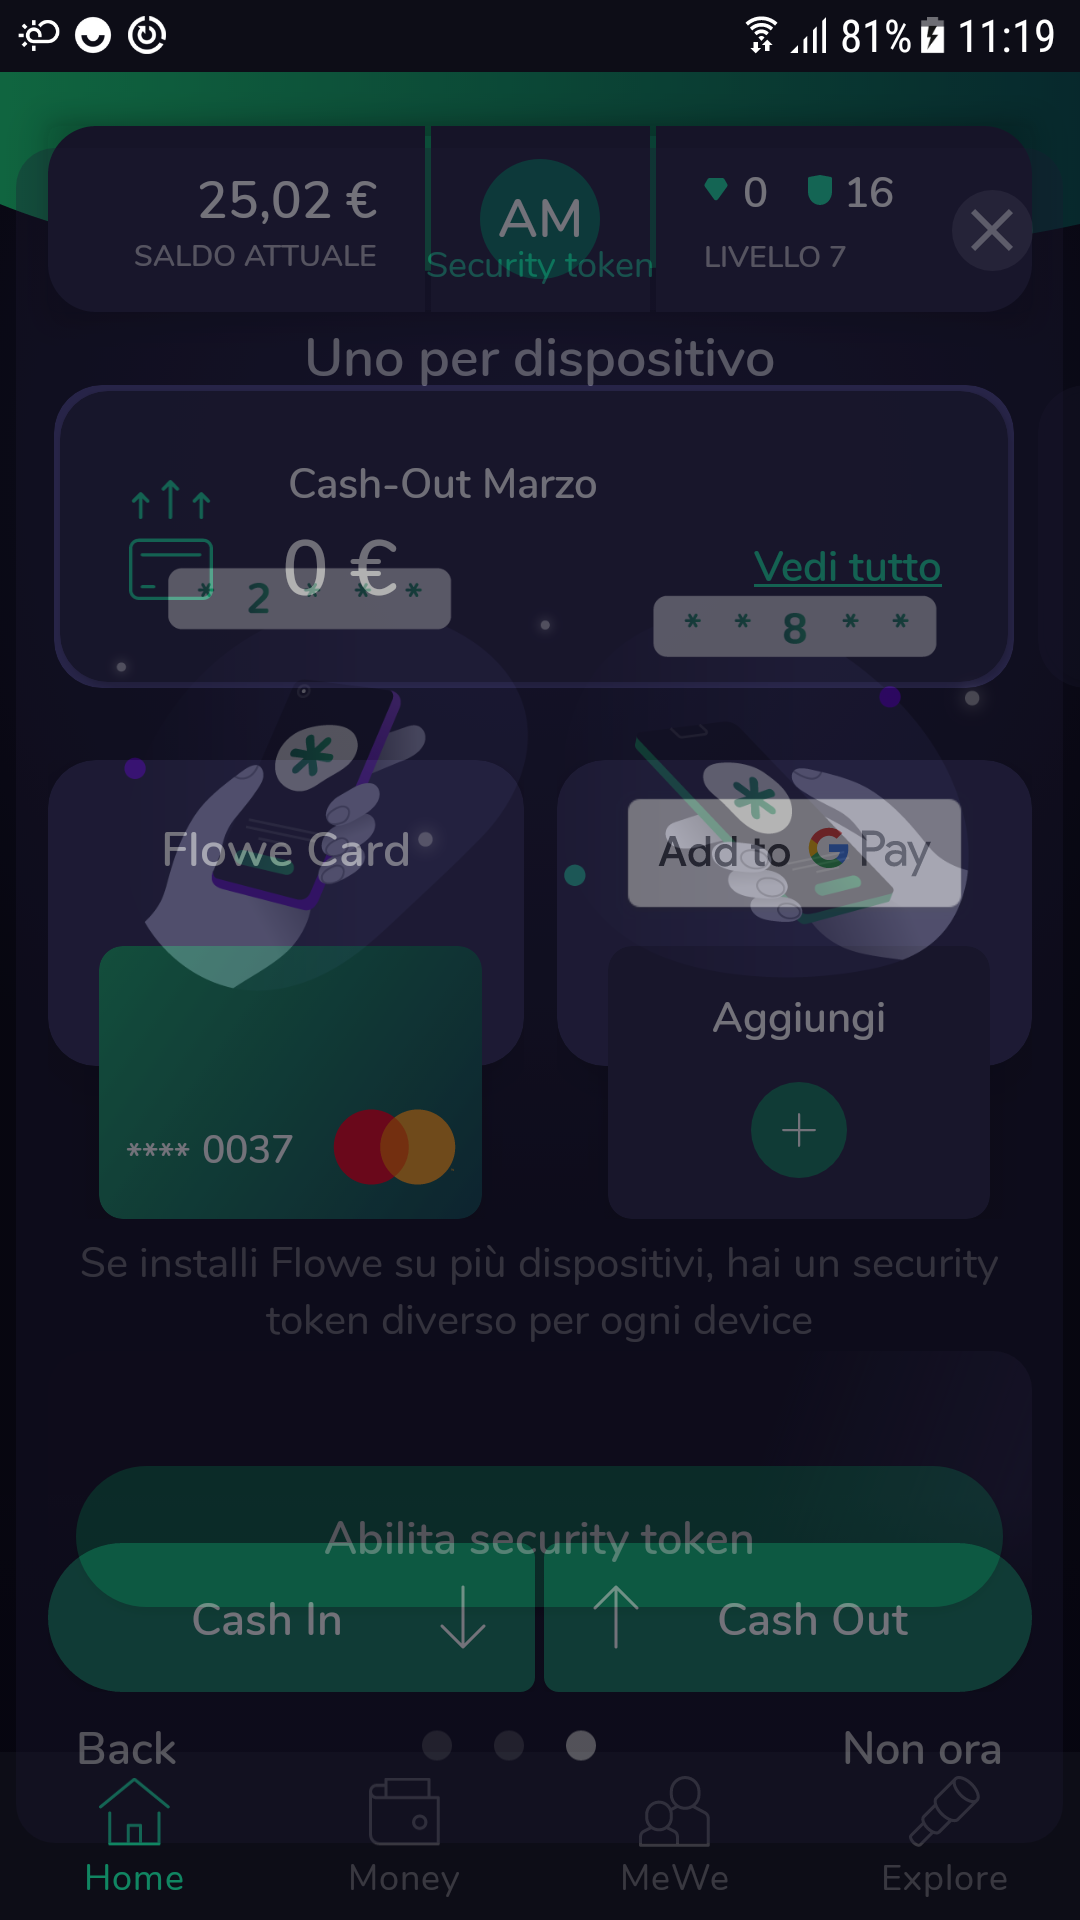 81% 11:19
25,02 €
SALDO ATTUALE
AM
0 16
LIVELLO 7
Security token
Uno per dispositivo
Cash-Out Marzo
0 €
Vedi tutto
* 2 * * *
* * 8 * *
Flowe Card
Add to G Pay
Aggiungi
**** 0037
Se installi Flowe su più dispositivi, hai un security
token diverso per ogni device
Abilita security token
Cash In
Cash Out
Back
Non ora
Home
Money
MeWe
Explore